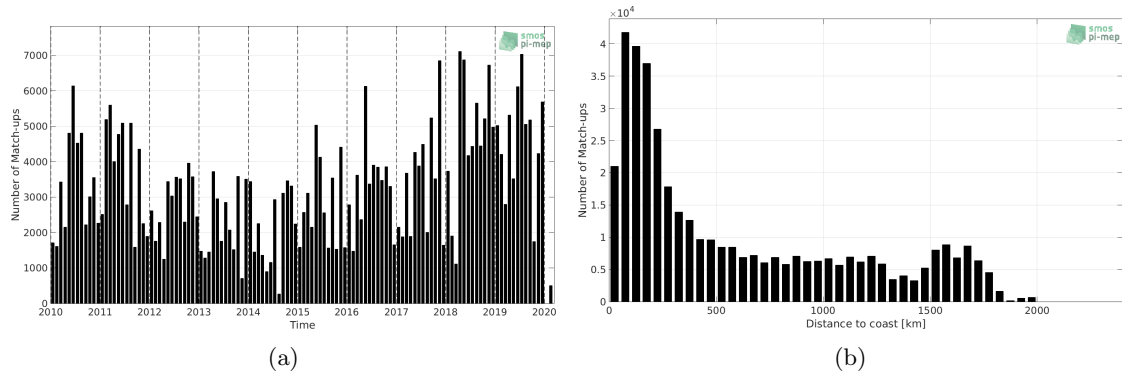 smos
pi-mep
7000
6000
5000
4000
3000
2000
1000
0
Number of Match-ups
2010 2011 2012 2013 2014 2015 2016 2017 2018 2019 2020
Time
(a)
×10⁴
smos
pi-mep
4
3.5
3
2.5
2
1.5
1
0.5
0
Number of Match-ups
0 500 1000 1500 2000
Distance to coast [km]
(b)